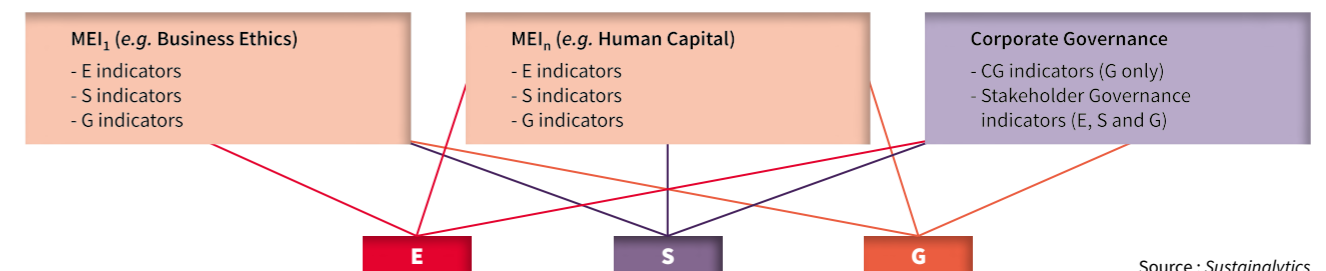 MEI1 (e.g. Business Ethics)
- E indicators
- S indicators
- G indicators
MEIn (e.g. Human Capital)
- E indicators
- S indicators
- G indicators
Corporate Governance
- CG indicators (G only)
- Stakeholder Governance
indicators (E, S and G)
E
S
G
Source : Sustainalytics